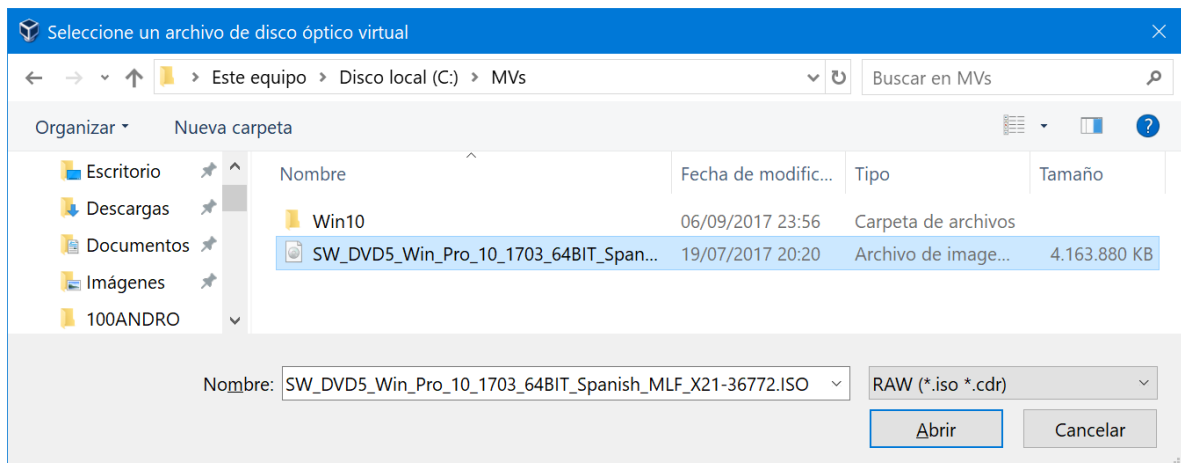 Seleccione un archivo de disco óptico virtual
Este equipo > Disco local (C:) > MVs
Buscar en MVs
Organizar Nueva carpeta
Escritorio
Descargas
Documentos
Imágenes
100ANDRO
Nombre Fecha de modific... Tipo Tamaño
Win10 06/09/2017 23:56 Carpeta de archivos
SW_DVD5_Win_Pro_10_1703_64BIT_Span... 19/07/2017 20:20 Archivo de image... 4.163.880 KB
Nombre: SW_DVD5_Win_Pro_10_1703_64BIT_Spanish_MLF_X21-36772.ISO RAW (*.iso *.cdr)
Abrir Cancelar